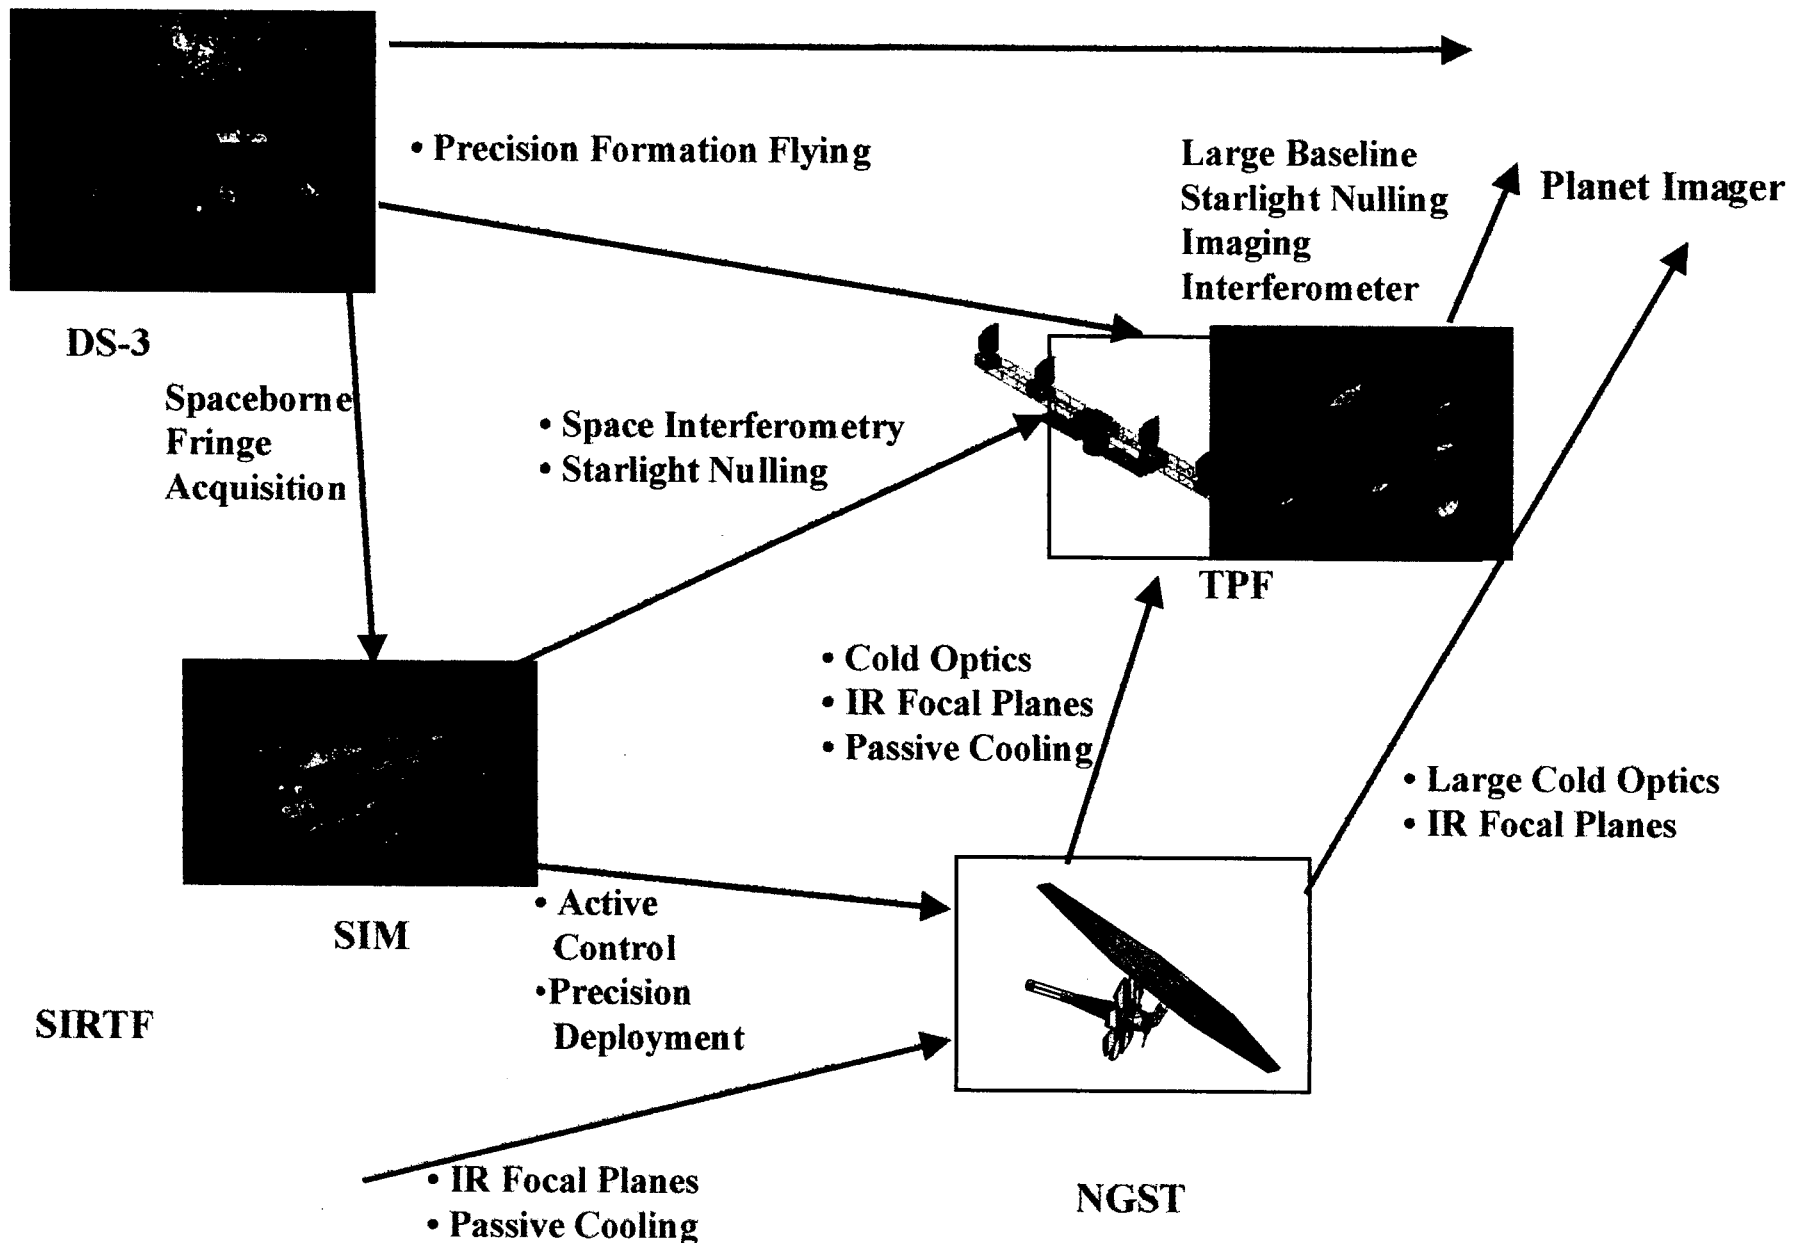 • Precision Formation Flying
Large Baseline
Starlight Nulling
Imaging
Interferometer
Planet Imager
DS-3
Spaceborne
Fringe
Acquisition
• Space Interferometry
• Starlight Nulling
TPF
• Cold Optics
• IR Focal Planes
• Passive Cooling
• Large Cold Optics
• IR Focal Planes
SIM
• Active
Control
•Precision
Deployment
SIRTF
• IR Focal Planes
• Passive Cooling
NGST